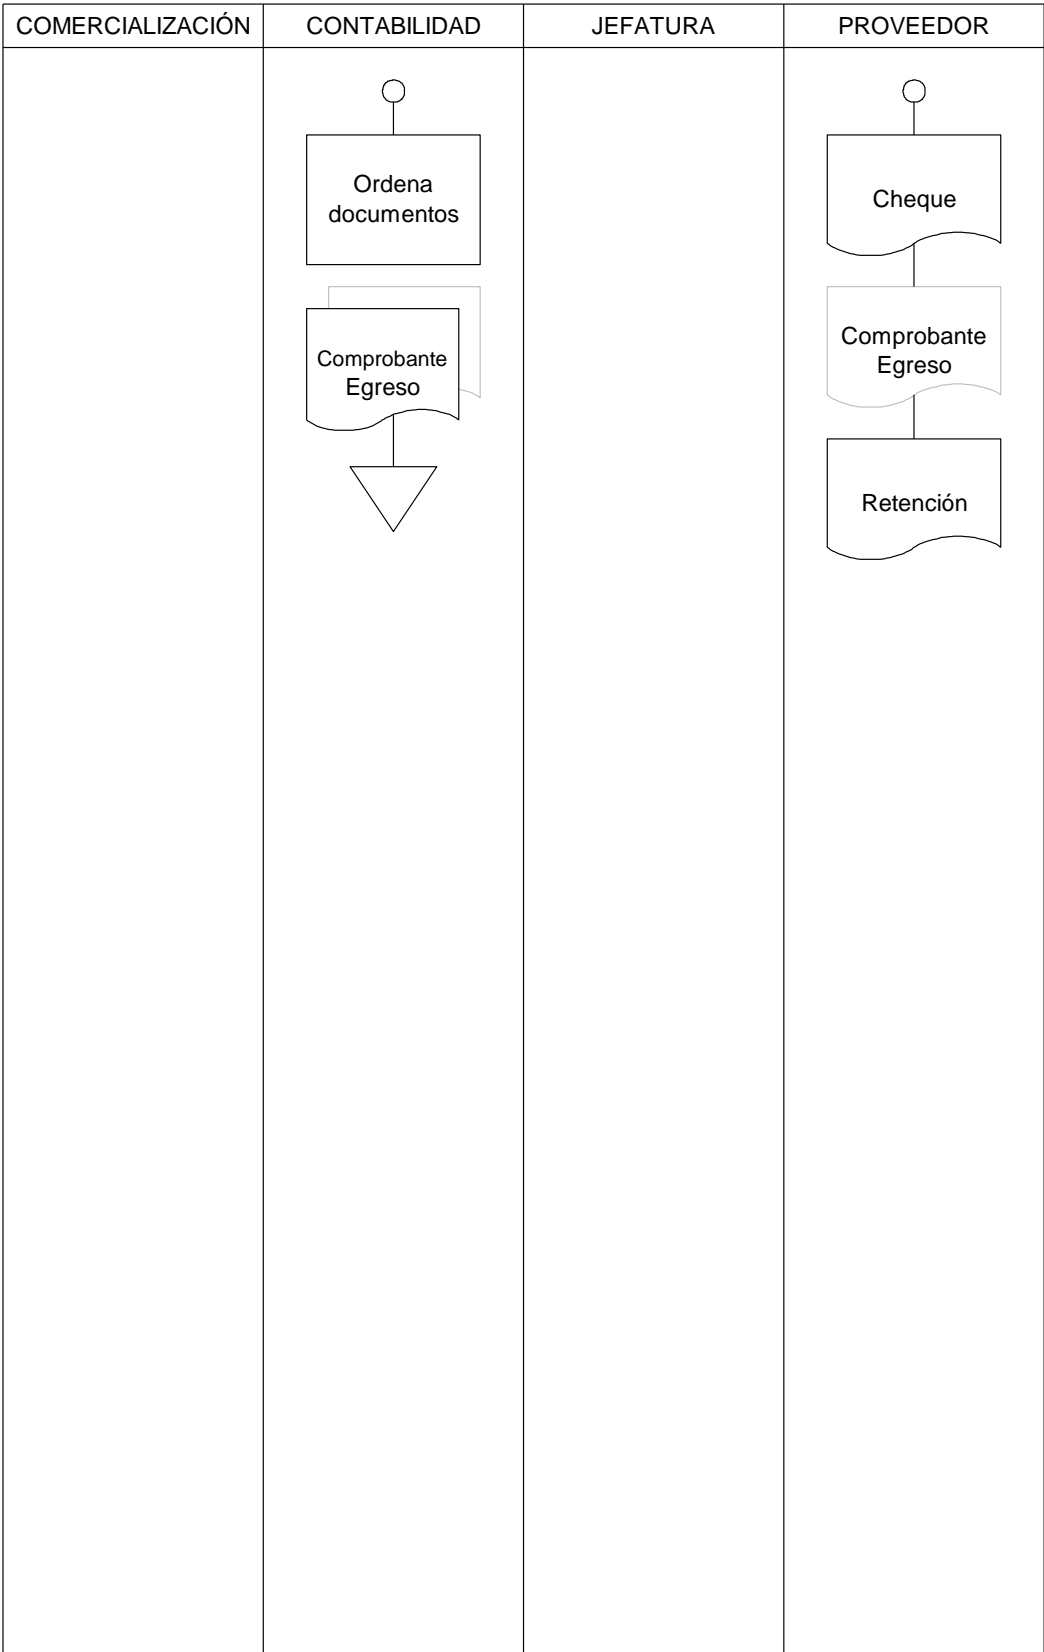 COMERCIALIZACIÓN
CONTABILIDAD
JEFATURA
PROVEEDOR
Ordena
documentos
Comprobante
Egreso
Cheque
Comprobante
Egreso
Retención